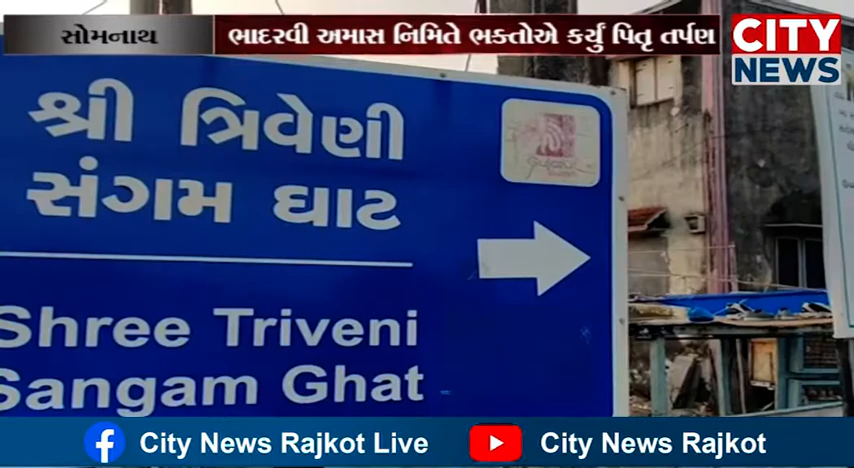 સોમનાથ
ભાદરવી અમાસ નિમિતે ભક્તોએ કર્યું પિતૃ તર્પણ
CITY
NEWS
શ્રી ત્રિવેણી
સંગમ ઘાટ
Shree Triveni
Sangam Ghat
City News Rajkot Live
City News Rajkot